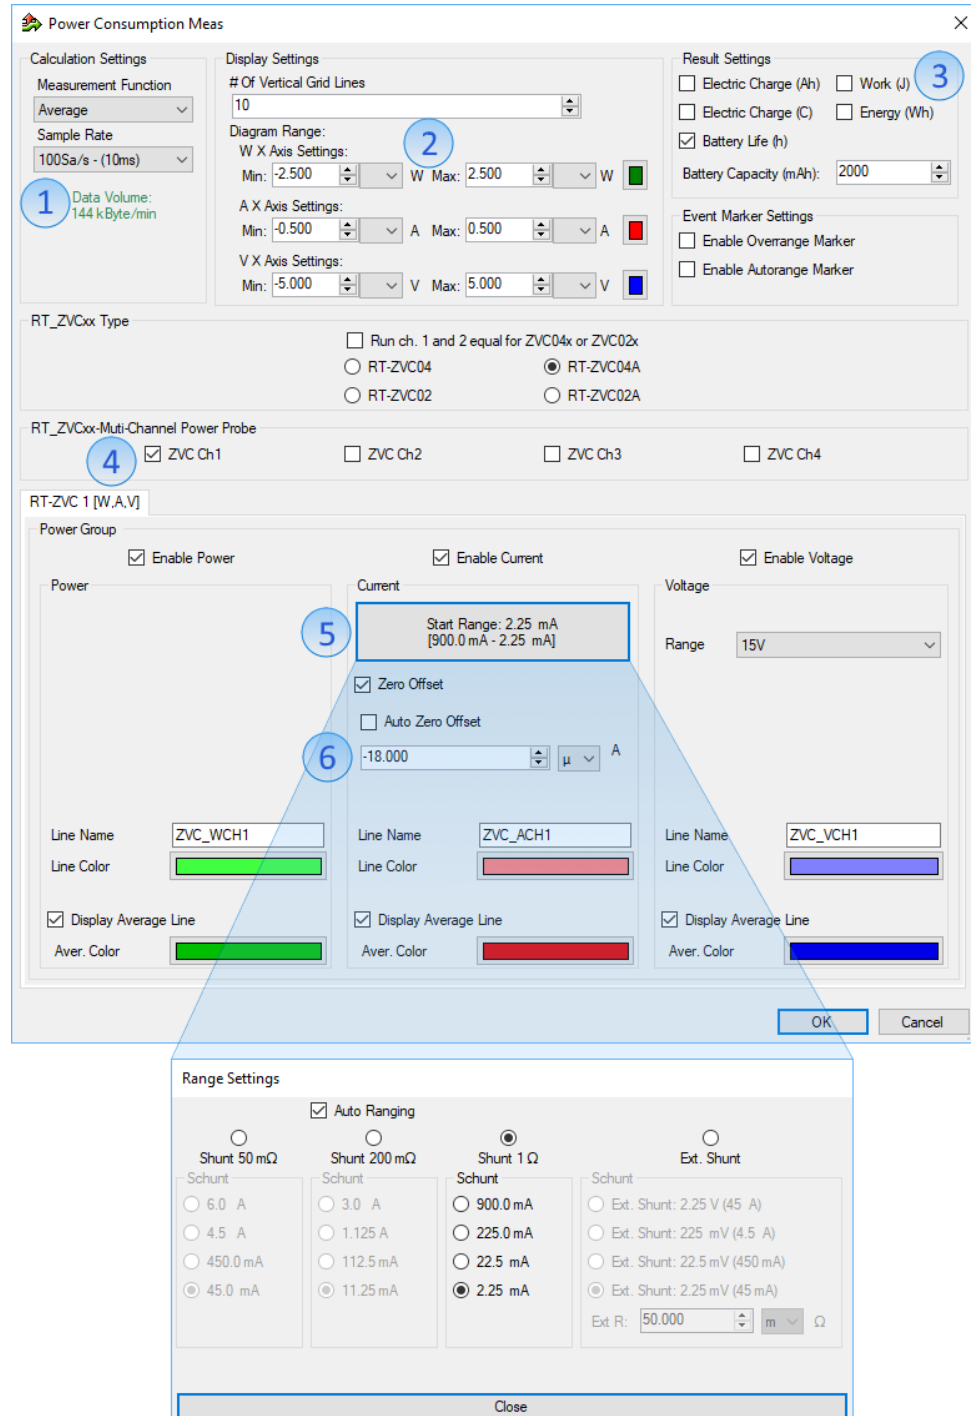 Power Consumption Meas
Calculation Settings
Measurement Function
Average
Sample Rate
100Sa/s - (10ms)
1
Data Volume:
144 kByte/min
Display Settings
# Of Vertical Grid Lines
10
Diagram Range:
2
W X Axis Settings:
Min: -2.500 W Max: 2.500 W
A X Axis Settings:
Min: -0.500 A Max: 0.500 A
V X Axis Settings:
Min: -5.000 V Max: 5.000 V
Result Settings
3
Electric Charge (Ah) Work (J)
Electric Charge (C) Energy (Wh)
Battery Life (h)
Battery Capacity (mAh): 2000
Event Marker Settings
Enable Overrange Marker
Enable Autorange Marker
RT_ZVCxx Type
Run ch. 1 and 2 equal for ZVC04x or ZVC02x
RT-ZVC04 RT-ZVC04A
RT-ZVC02 RT-ZVC02A
RT_ZVCxx-Muti-Channel Power Probe
4 ZVC Ch1 ZVC Ch2 ZVC Ch3 ZVC Ch4
RT-ZVC 1 [W,A,V]
Power Group
Enable Power Enable Current Enable Voltage
Power
Line Name ZVC_WCH1
Line Color
Display Average Line
Aver. Color
Current
5
Start Range: 2.25 mA
[900.0 mA - 2.25 mA]
Zero Offset
Auto Zero Offset
6 -18.000 µ A
Line Name ZVC_ACH1
Line Color
Display Average Line
Aver. Color
Voltage
Range 15V
Line Name ZVC_VCH1
Line Color
Display Average Line
Aver. Color
OK Cancel
Range Settings
Auto Ranging
Shunt 50 mΩ Shunt 200 mΩ Shunt 1 Ω Ext. Shunt
Schunt Schunt Schunt Schunt
6.0 A 3.0 A 900.0 mA Ext. Shunt: 2.25 V (45 A)
4.5 A 1.125 A 225.0 mA Ext. Shunt: 225 mV (4.5 A)
450.0 mA 112.5 mA 22.5 mA Ext. Shunt: 22.5 mV (450 mA)
45.0 mA 11.25 mA 2.25 mA Ext. Shunt: 2.25 mV (45 mA)
Ext R: 50.000 m Ω
Close